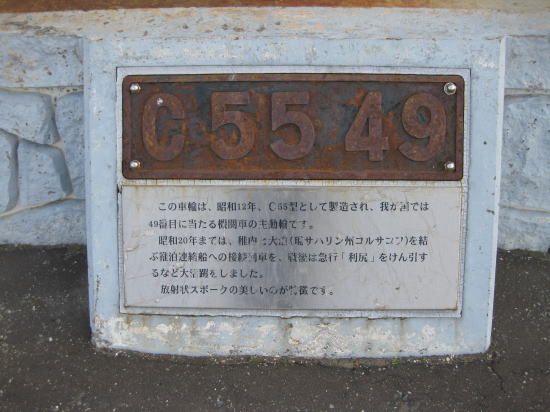 C55 49
この車輪は、昭和12年、C55型として製造され、我が国では
49番目に当たる機関車の主動輪です。
昭和20年までは、稚内と大泊(現サハリン州コルサコフ)を結
ぶ稚泊連絡船への接続列車を、戦後は急行「利尻」をけん引す
るなど大活躍をしました。
放射状スポークの美しいのが特徴です。